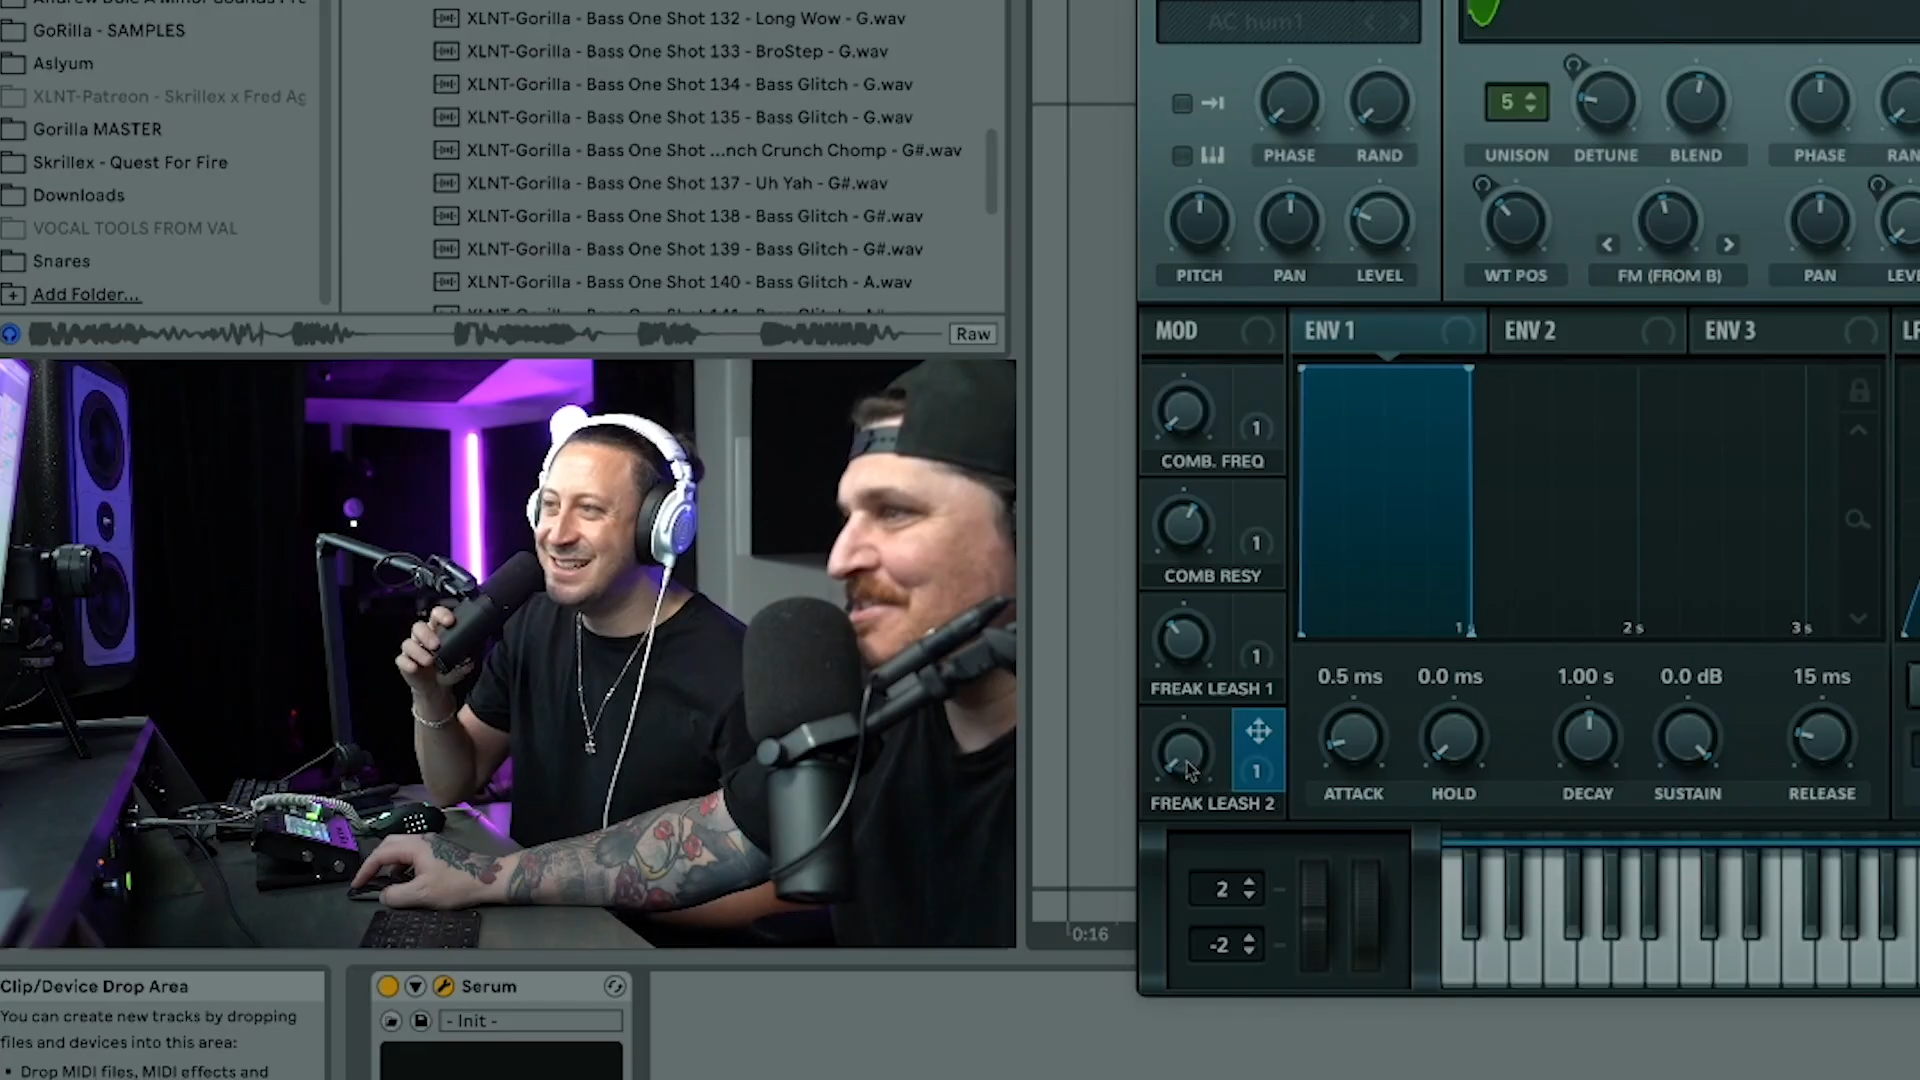 GoRilla - SAMPLES
Aslyum
XLNT-Patreon - Skrillex x Fred Ag
Gorilla MASTER
Skrillex - Quest For Fire
Downloads
VOCAL TOOLS FROM VAL
Snares
Add Folder...
XLNT-Gorilla - Bass One Shot 132 - Long Wow - G.wav
XLNT-Gorilla - Bass One Shot 133 - BroStep - G.wav
XLNT-Gorilla - Bass One Shot 134 - Bass Glitch - G.wav
XLNT-Gorilla - Bass One Shot 135 - Bass Glitch - G.wav
XLNT-Gorilla - Bass One Shot ...nch Crunch Chomp - G#.wav
XLNT-Gorilla - Bass One Shot 137 - Uh Yah - G#.wav
XLNT-Gorilla - Bass One Shot 138 - Bass Glitch - G#.wav
XLNT-Gorilla - Bass One Shot 139 - Bass Glitch - G#.wav
XLNT-Gorilla - Bass One Shot 140 - Bass Glitch - A.wav
Raw
AC hum1
5
PHASE RAND
UNISON DETUNE BLEND
PHASE RAN
PITCH PAN LEVEL
WT POS FM (FROM B)
PAN LEVE
MOD ENV 1 ENV 2 ENV 3
1
COMB. FREQ
1
COMB RESY
1
FREAK LEASH 1
1
FREAK LEASH 2
1 s 2 s 3 s
0.5 ms 0.0 ms 1.00 s 0.0 dB 15 ms
ATTACK HOLD DECAY SUSTAIN RELEASE
2
-2
0:16
Clip/Device Drop Area
You can create new tracks by dropping
files and devices into this area:
▪ Drop MIDI files, MIDI effects and
Serum
- Init -